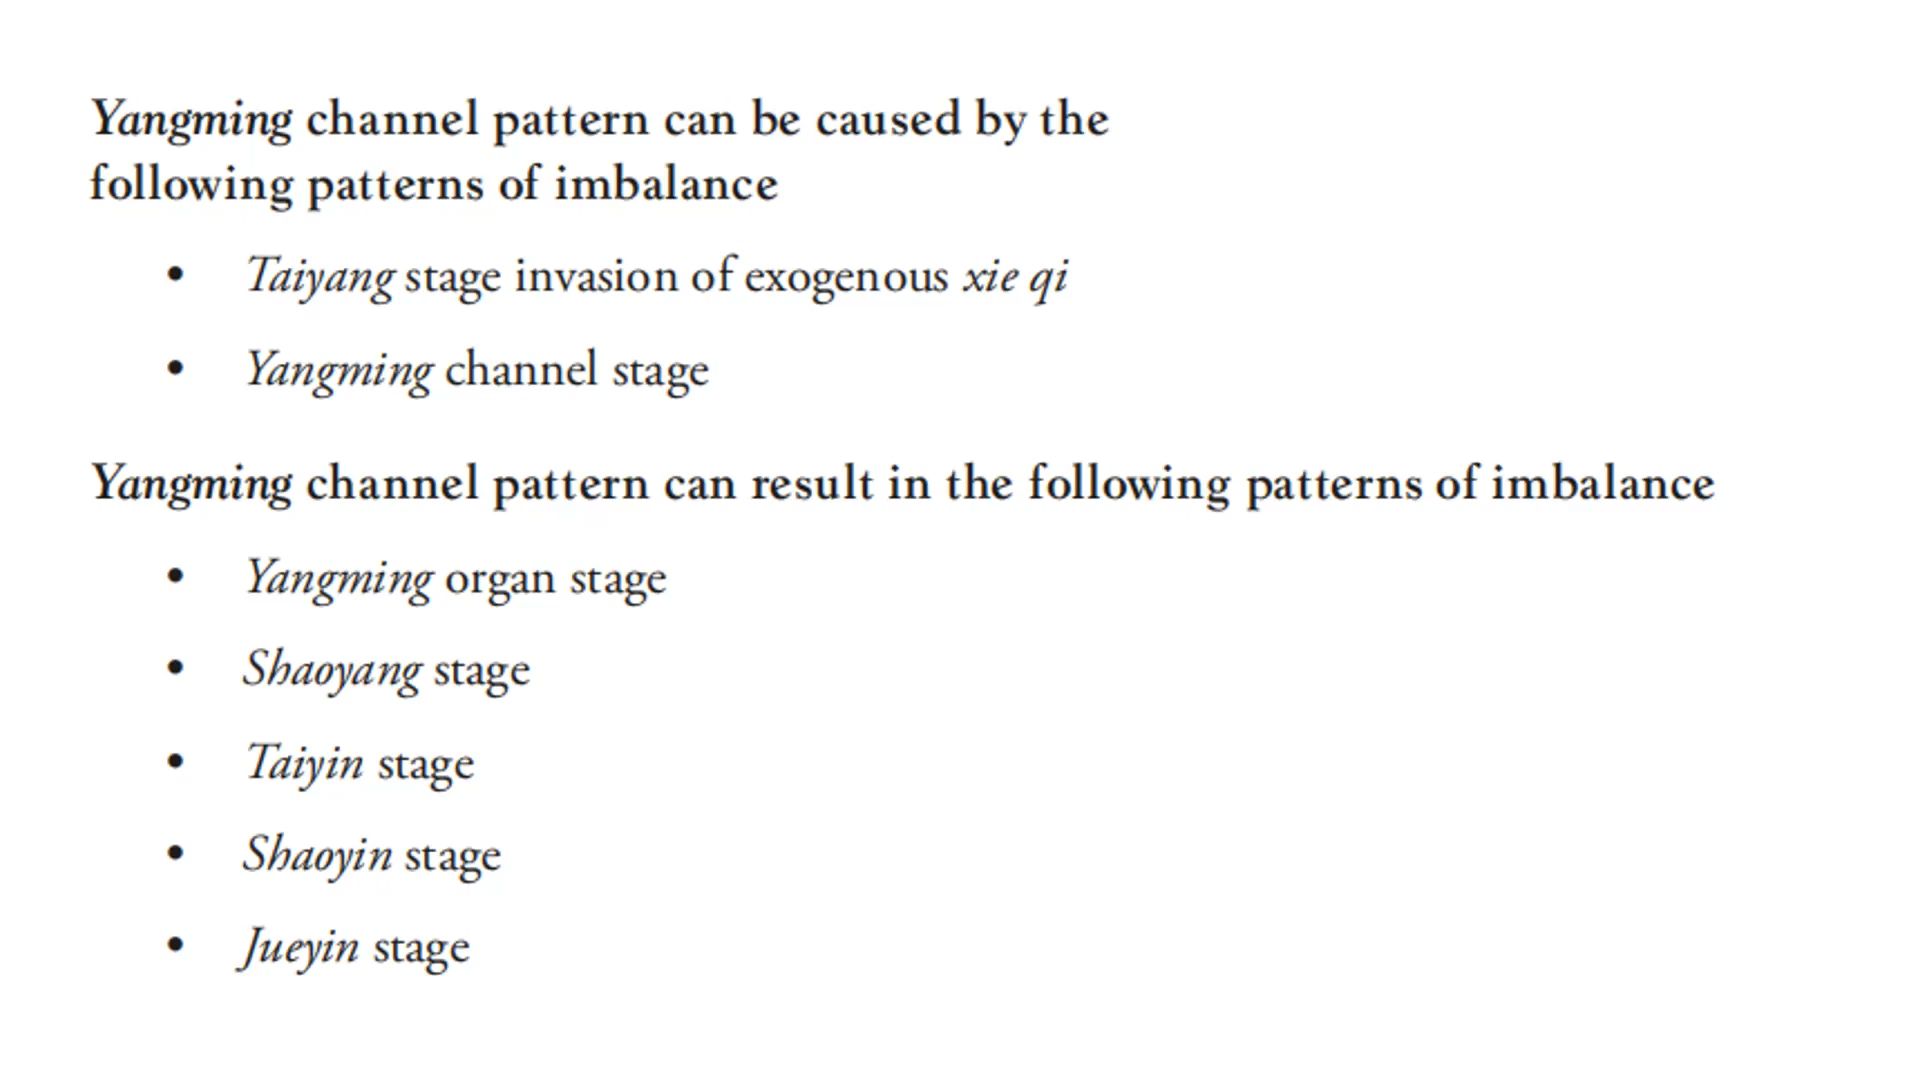 Yangming channel pattern can be caused by the
following patterns of imbalance
• Taiyang stage invasion of exogenous xie qi
• Yangming channel stage
Yangming channel pattern can result in the following patterns of imbalance
• Yangming organ stage
• Shaoyang stage
• Taiyin stage
• Shaoyin stage
• Jueyin stage